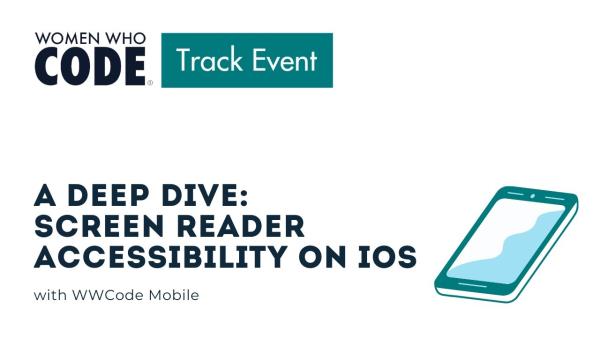 WOMEN WHO
CODE®
Track Event
A DEEP DIVE:
SCREEN READER
ACCESSIBILITY ON IOS
with WWCode Mobile